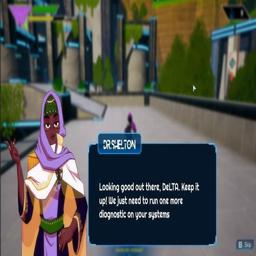 DR.SHELTON
Looking good out there, DeLTA. Keep it
up! We just need to run one more
diagnostic on your systems
Skip